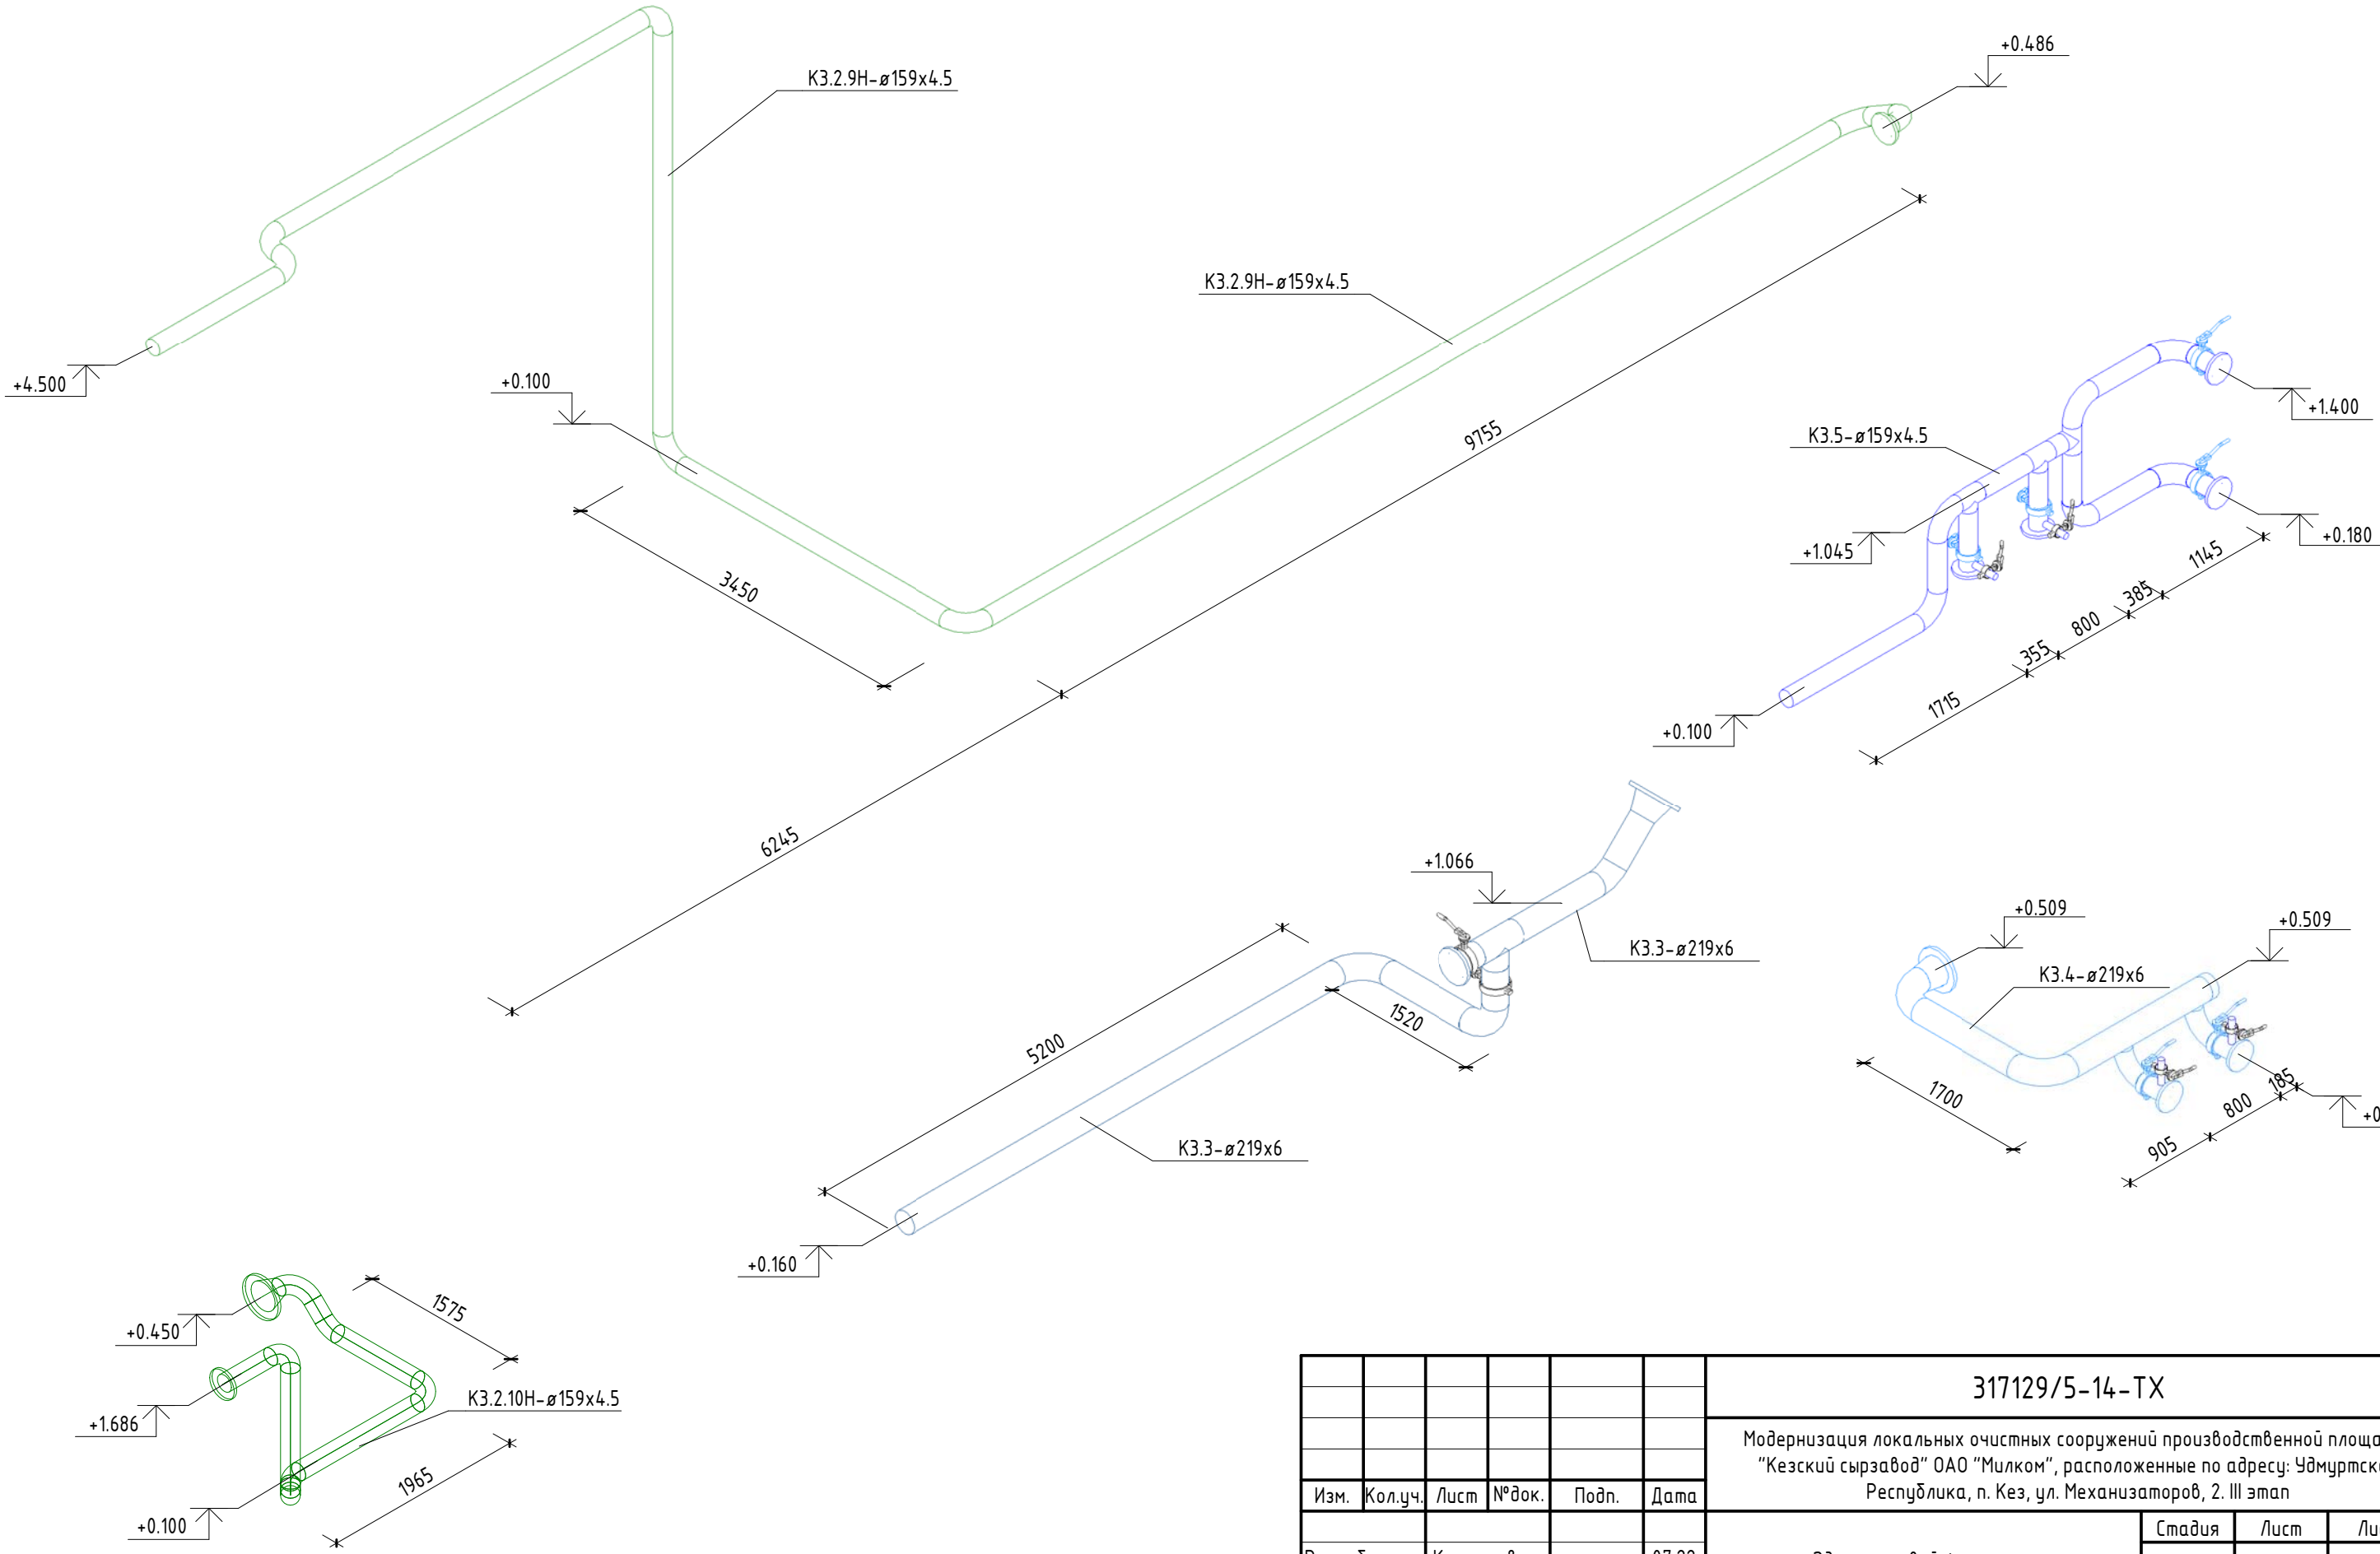 +0.486
К3.2.9Н-ø159х4.5
К3.2.9Н-ø159х4.5
+4.500
+0.100
+1.400
К3.5-ø159х4.5
9755
+0.180
+1.045
1145
3450
385
800
355
1715
+0.100
6245
+1.066
+0.509
+0.509
К3.3-ø219х6
К3.4-ø219х6
1520
5200
1700
185
800
905
К3.3-ø219х6
+0.160
1575
+0.450
К3.2.10Н-ø159х4.5
+1.686
1965
+0.100
317129/5-14-ТХ
Модернизация локальных очистных сооружений производственной
"Кезский сырзавод" ОАО "Милком", расположенные по адресу:
Республика, п. Кез, ул. Механизаторов, 2. III этап
Изм. Кол.уч. Лист №док. Подп. Дата
Стадия Лист